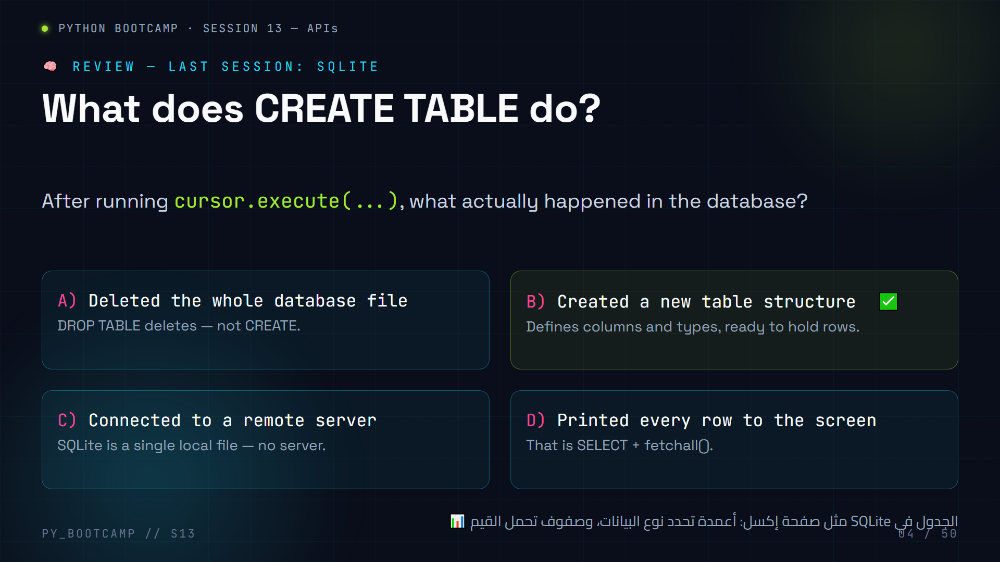 PYTHON BOOTCAMP · SESSION 13 — APIs
🧠 REVIEW — LAST SESSION: SQLITE
What does CREATE TABLE do?
After running cursor.execute(...), what actually happened in the database?
A) Deleted the whole database file
DROP TABLE deletes — not CREATE.
B) Created a new table structure ✅
Defines columns and types, ready to hold rows.
C) Connected to a remote server
SQLite is a single local file — no server.
D) Printed every row to the screen
That is SELECT + fetchall().
الجدول في SQLite مثل صفحة إكسل: أعمدة تحدد نوع البيانات، وصفوف تحمل القيم 📊
PY_BOOTCAMP // S13
04 / 50